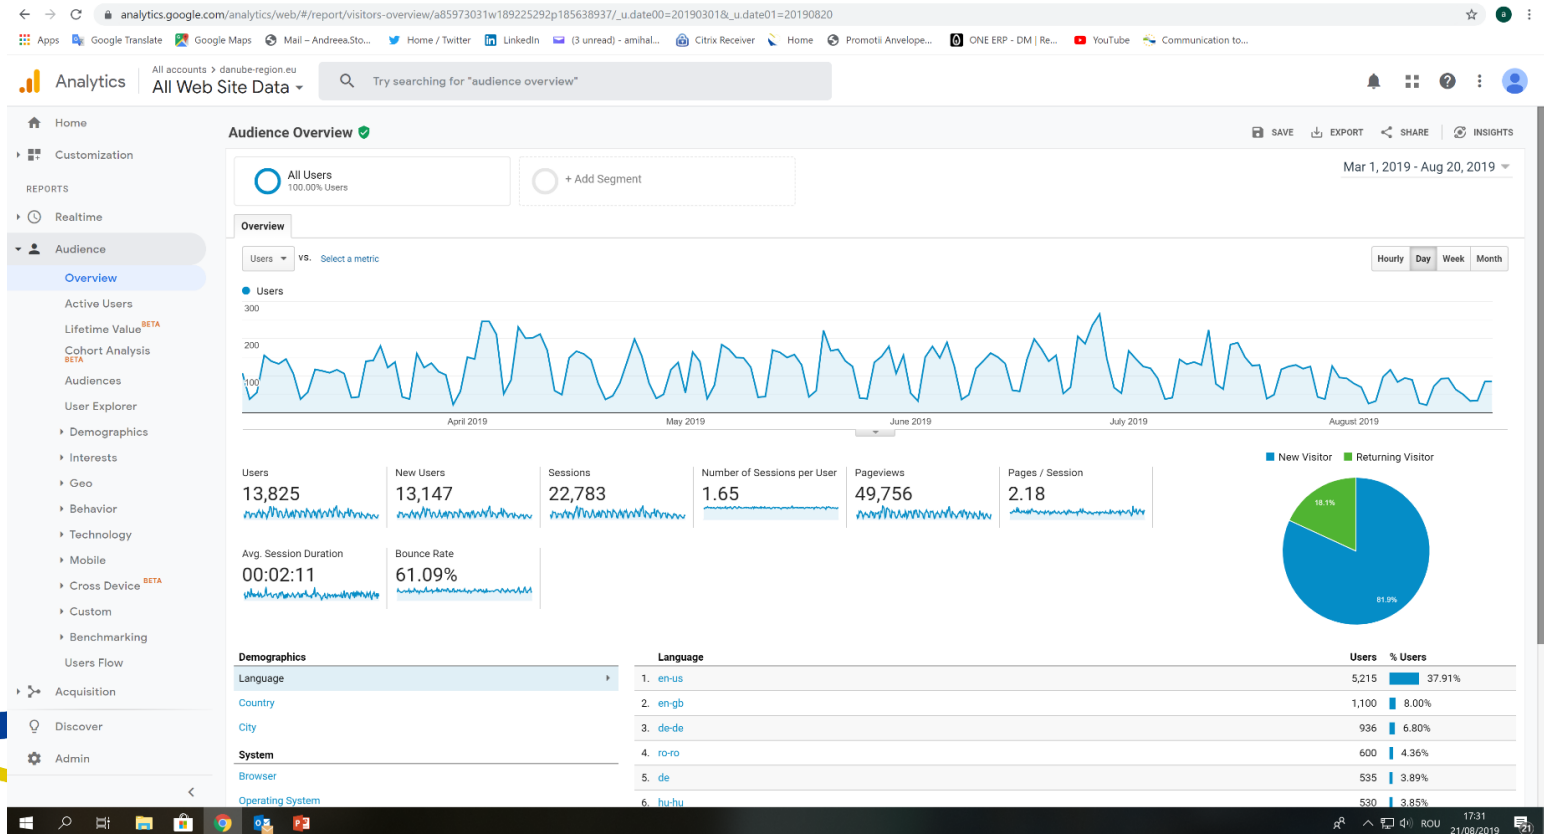 analytics.google.com/analytics/web/#/report/visitors-overview/a85973031w189225292p185638937/_u.date00=20190301&_u.date01=20190820
a
Apps Google Translate Google Maps Mail – Andreea.Sto... Home / Twitter LinkedIn (3 unread) - amihal... Citrix Receiver Home Promotii Anvelope... ONE ERP - DM | Re... YouTube Communication to...
Analytics
All accounts > danube-region.eu
All Web Site Data
Try searching for "audience overview"
Home
Customization
REPORTS
Realtime
Audience
Overview
Active Users
Lifetime Value BETA
Cohort Analysis
BETA
Audiences
User Explorer
Demographics
Interests
Geo
Behavior
Technology
Mobile
Cross Device BETA
Custom
Benchmarking
Users Flow
Acquisition
Discover
Admin
Audience Overview
SAVE EXPORT SHARE INSIGHTS
All Users
100.00% Users
+ Add Segment
Mar 1, 2019 - Aug 20, 2019
Overview
Users VS. Select a metric
Hourly Day Week Month
Users
300
200
100
April 2019 May 2019 June 2019 July 2019 August 2019
New Visitor Returning Visitor
18.1%
81.9%
Users
13,825
New Users
13,147
Sessions
22,783
Number of Sessions per User
1.65
Pageviews
49,756
Pages / Session
2.18
Avg. Session Duration
00:02:11
Bounce Rate
61.09%
Demographics
Language
Country
City
System
Browser
Operating System
Language Users % Users
1. en-us 5,215 37.91%
2. en-gb 1,100 8.00%
3. de-de 936 6.80%
4. ro-ro 600 4.36%
5. de 535 3.89%
6. hu-hu 530 3.85%
ROU
17:31
21/08/2019
21